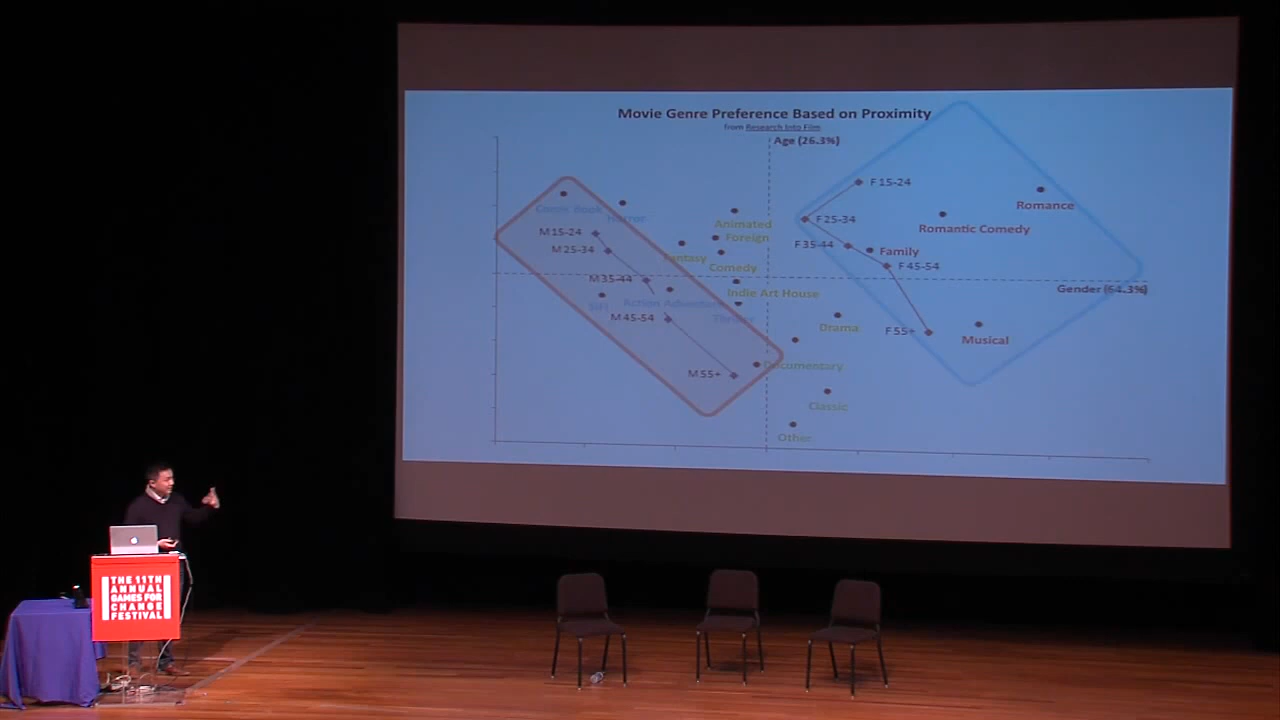 Movie Genre Preference Based on Proximity
from Research Into Film
Age (26.3%)
F 15-24
Romance
Comic Book
Horror
Animated
F 25-34
Romantic Comedy
M 15-24
Foreign
F 35-44
Family
M 25-34
Fantasy
Comedy
F 45-54
M 35-44
Indie Art House
Gender (64.3%)
SiFi
Action Adventure
Thriller
M 45-54
Drama
F 55+
Musical
M 55+
Documentary
Classic
Other
THE 11TH
ANNUAL
GAMES FOR
CHANGE
FESTIVAL